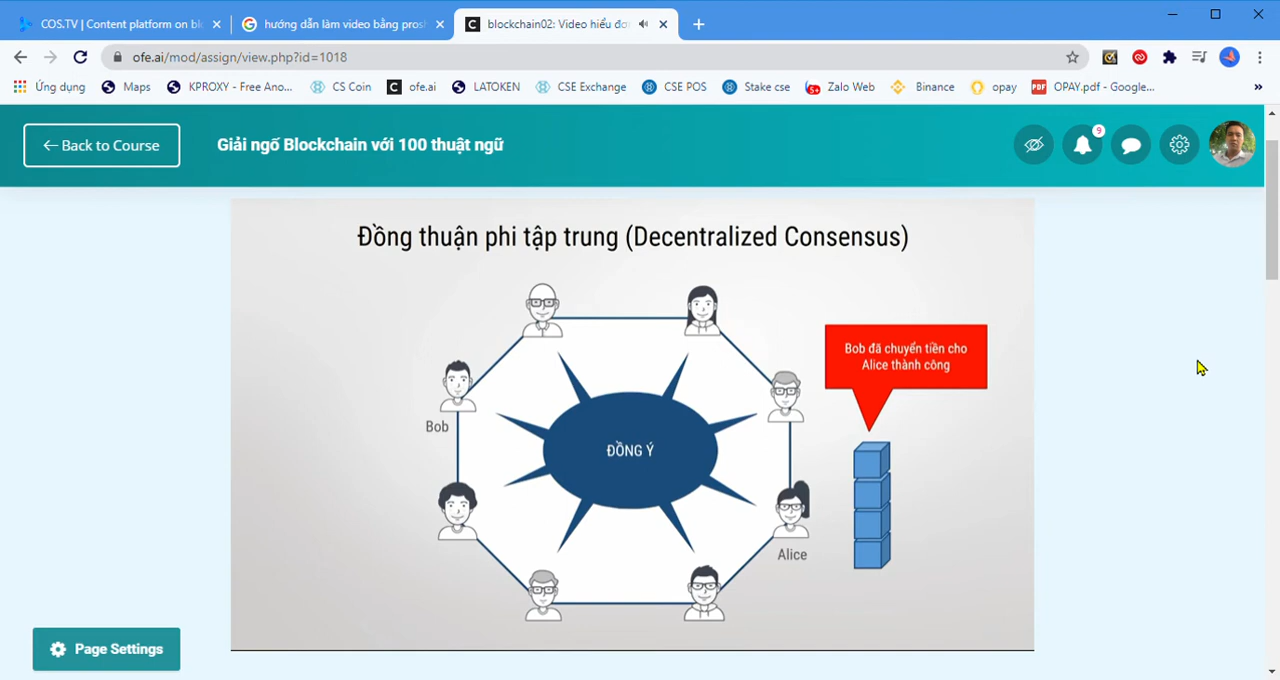 COS.TV | Content platform on bl
hướng dẫn làm video bằng pros
blockchain02: Video hiểu đơ
ofe.ai/mod/assign/view.php?id=1018
Ứng dụng
Maps
KPROXY - Free Ano...
CS Coin
ofe.ai
LATOKEN
CSE Exchange
CSE POS
Stake cse
Zalo Web
Binance
opay
OPAY.pdf - Google...
Back to Course
Giải ngố Blockchain với 100 thuật ngữ
9
Đồng thuận phi tập trung (Decentralized Consensus)
Bob đã chuyển tiền cho
Alice thành công
Bob
ĐỒNG Ý
Alice
Page Settings